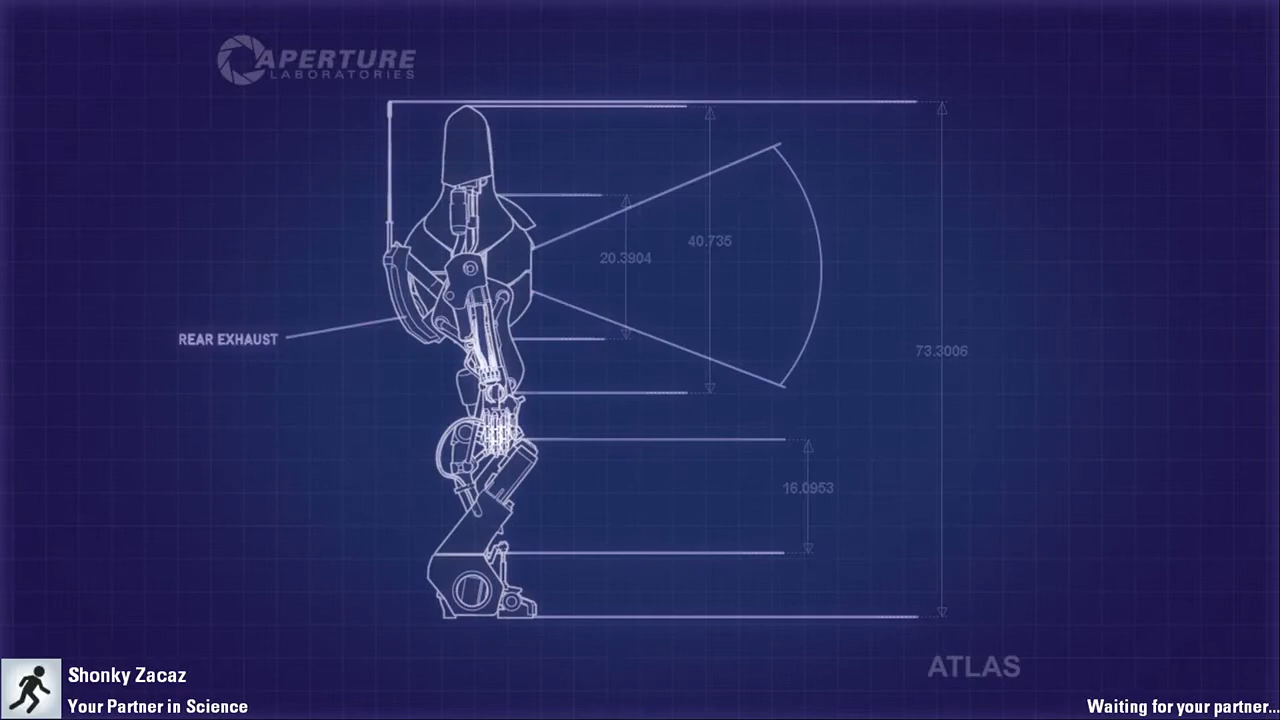 APERTURE
LABORATORIES
40.735
20.3904
REAR EXHAUST
73.3006
16.0953
ATLAS
Shonky Zacaz
Your Partner in Science
Waiting for your partner...